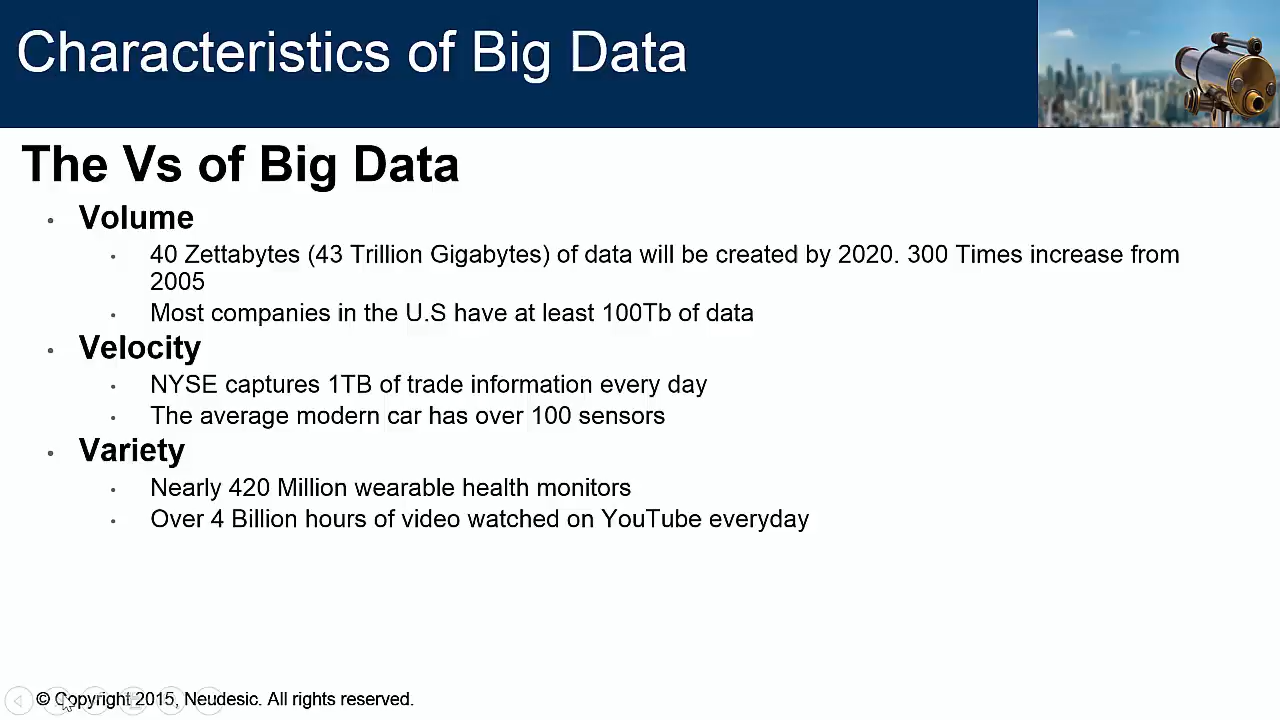 Characteristics of Big Data
The Vs of Big Data
• Volume
• 40 Zettabytes (43 Trillion Gigabytes) of data will be created by 2020. 300 Times increase from
2005
• Most companies in the U.S have at least 100Tb of data
• Velocity
• NYSE captures 1TB of trade information every day
• The average modern car has over 100 sensors
• Variety
• Nearly 420 Million wearable health monitors
• Over 4 Billion hours of video watched on YouTube everyday
© Copyright 2015, Neudesic. All rights reserved.